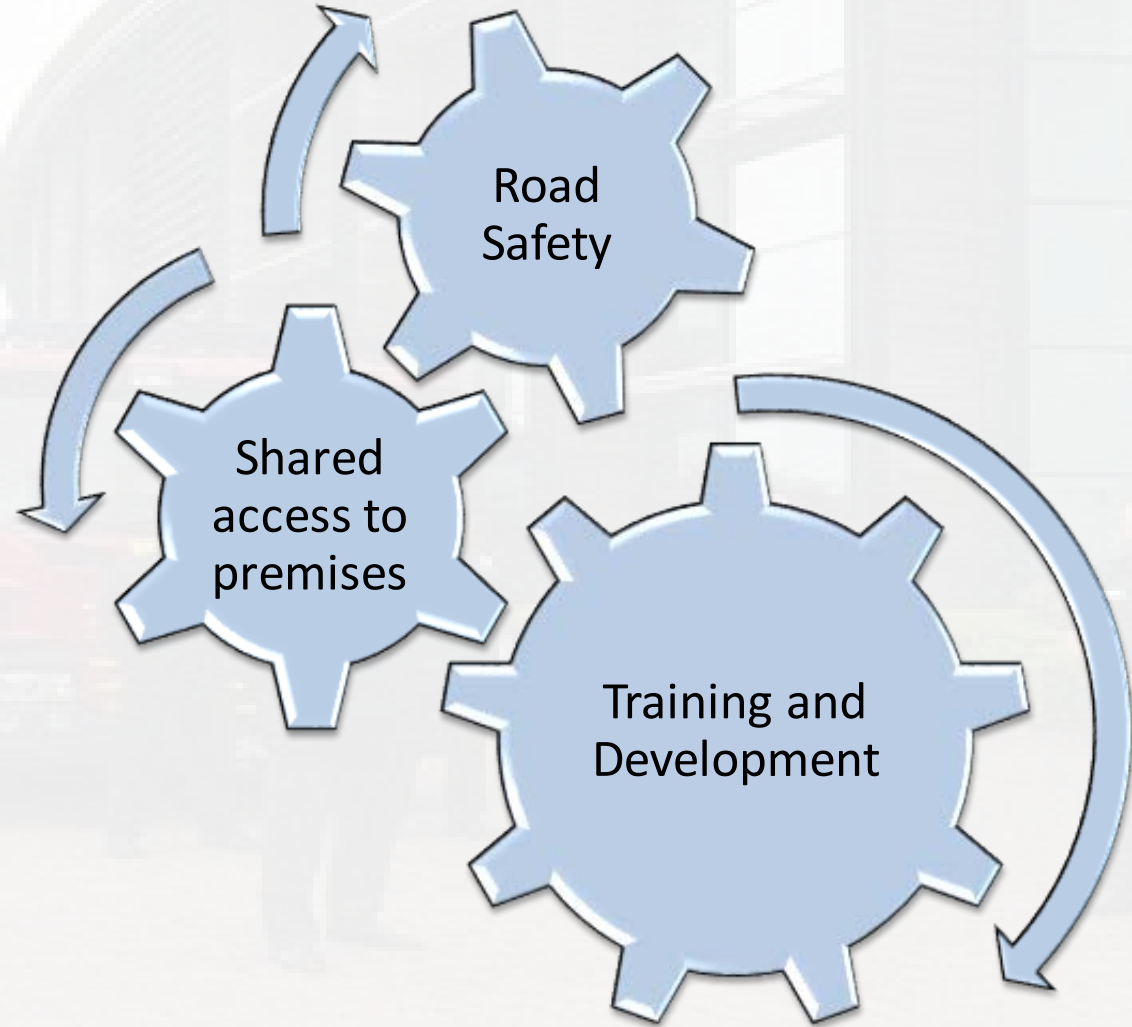 Road
Safety
Shared
access to
premises
Training and
Development